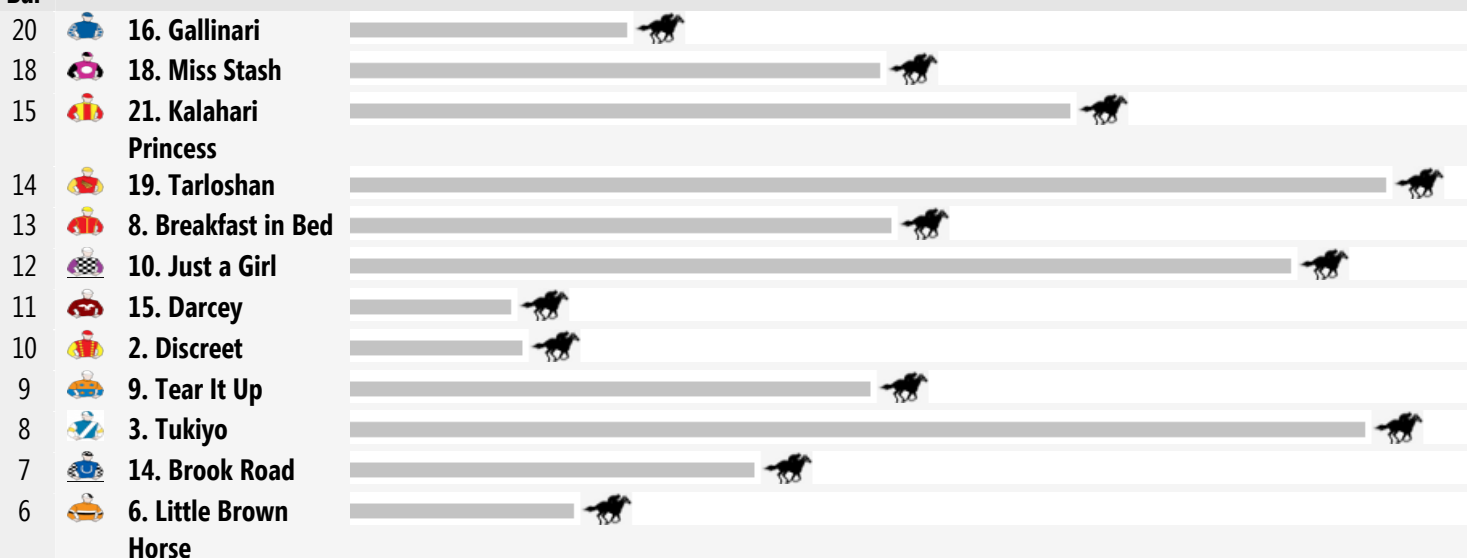 Bar
20 16. Gallinari
18 18. Miss Stash
15 21. Kalahari
Princess
14 19. Tarloshan
13 8. Breakfast in Bed
12 10. Just a Girl
11 15. Darcey
10 2. Discreet
9 9. Tear It Up
8 3. Tukiyo
7 14. Brook Road
6 6. Little Brown
Horse